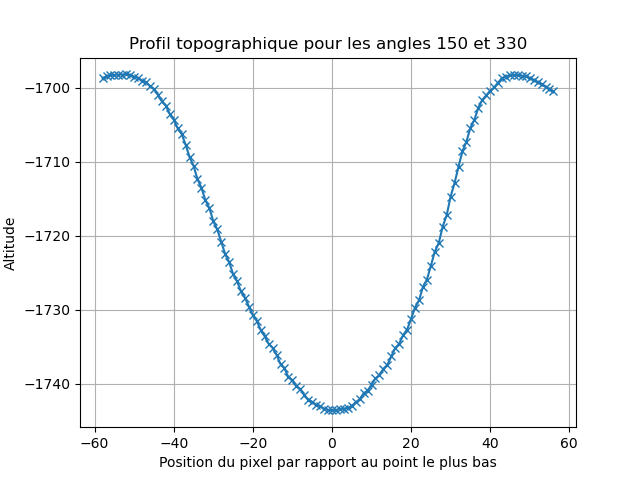 Profil topographique pour les angles 150 et 330
−1700
−1710
−1720
−1730
−1740
Altitude
−60 −40 −20 0 20 40 60
Position du pixel par rapport au point le plus bas